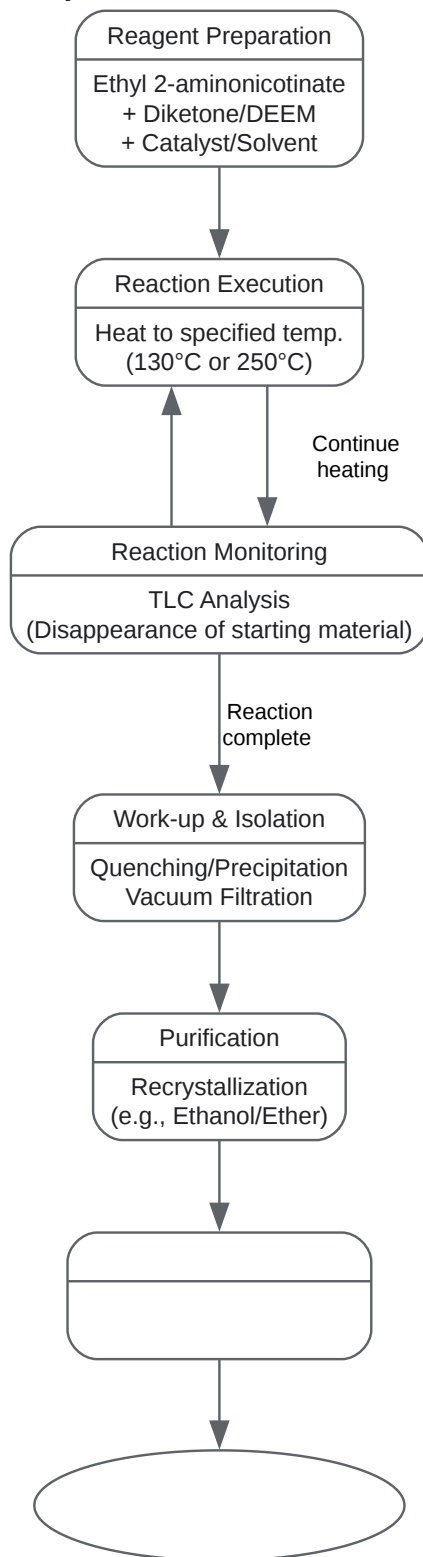 Reagent Preparation
Ethyl 2-aminonicotinate
+ Diketone/DEEM
+ Catalyst/Solvent
Reaction Execution
Heat to specified temp.
(130°C or 250°C)
Continue
heating
Reaction Monitoring
TLC Analysis
(Disappearance of starting material)
Reaction
complete
Work-up & Isolation
Quenching/Precipitation
Vacuum Filtration
Purification
Recrystallization
(e.g., Ethanol/Ether)